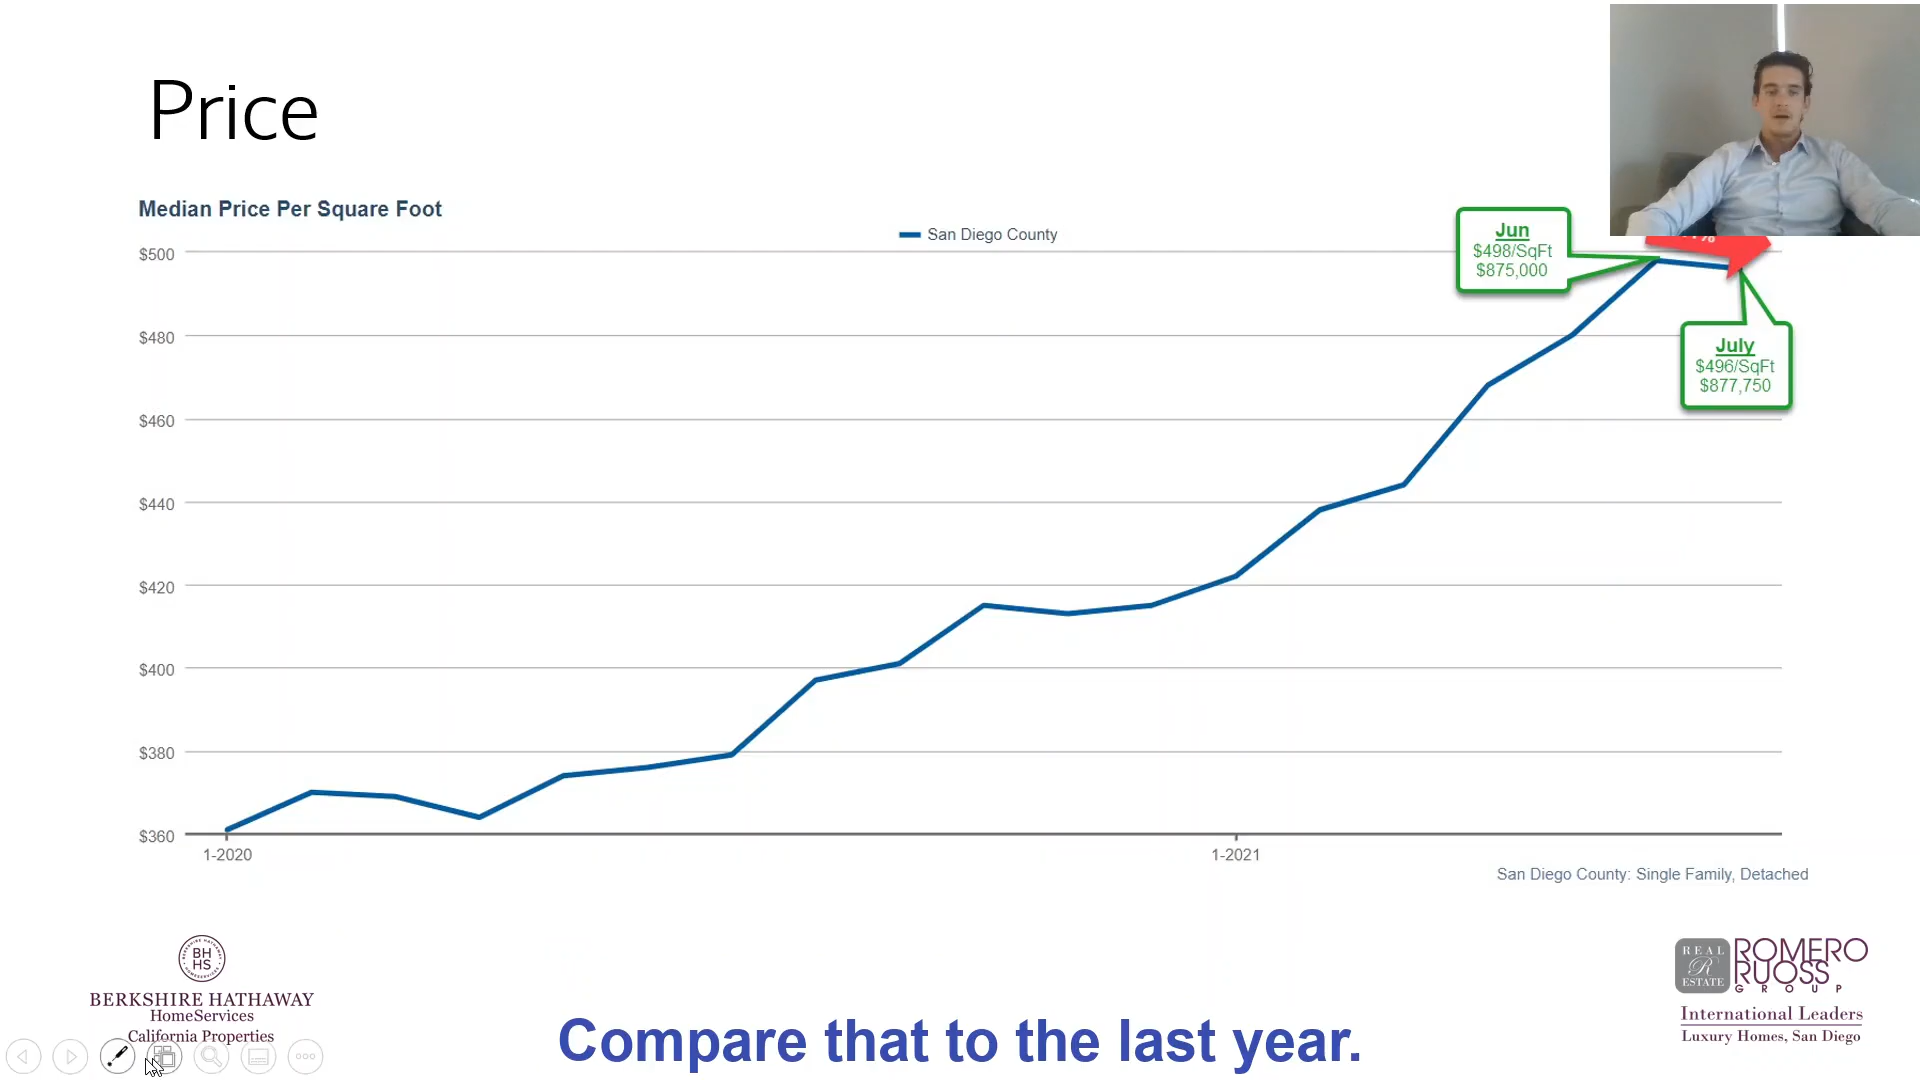 Price
Median Price Per Square Foot
San Diego County
$500
$480
$460
$440
$420
$400
$380
$360
1-2020
1-2021
Jun
$498/SqFt
$875,000
July
$496/SqFt
$877,750
San Diego County: Single Family, Detached
BH
HS
BERKSHIRE HATHAWAY
HomeServices
California Properties
Compare that to the last year.
REAL
R
ESTATE
ROMERO
RUOSS
GROUP
International Leaders
Luxury Homes, San Diego